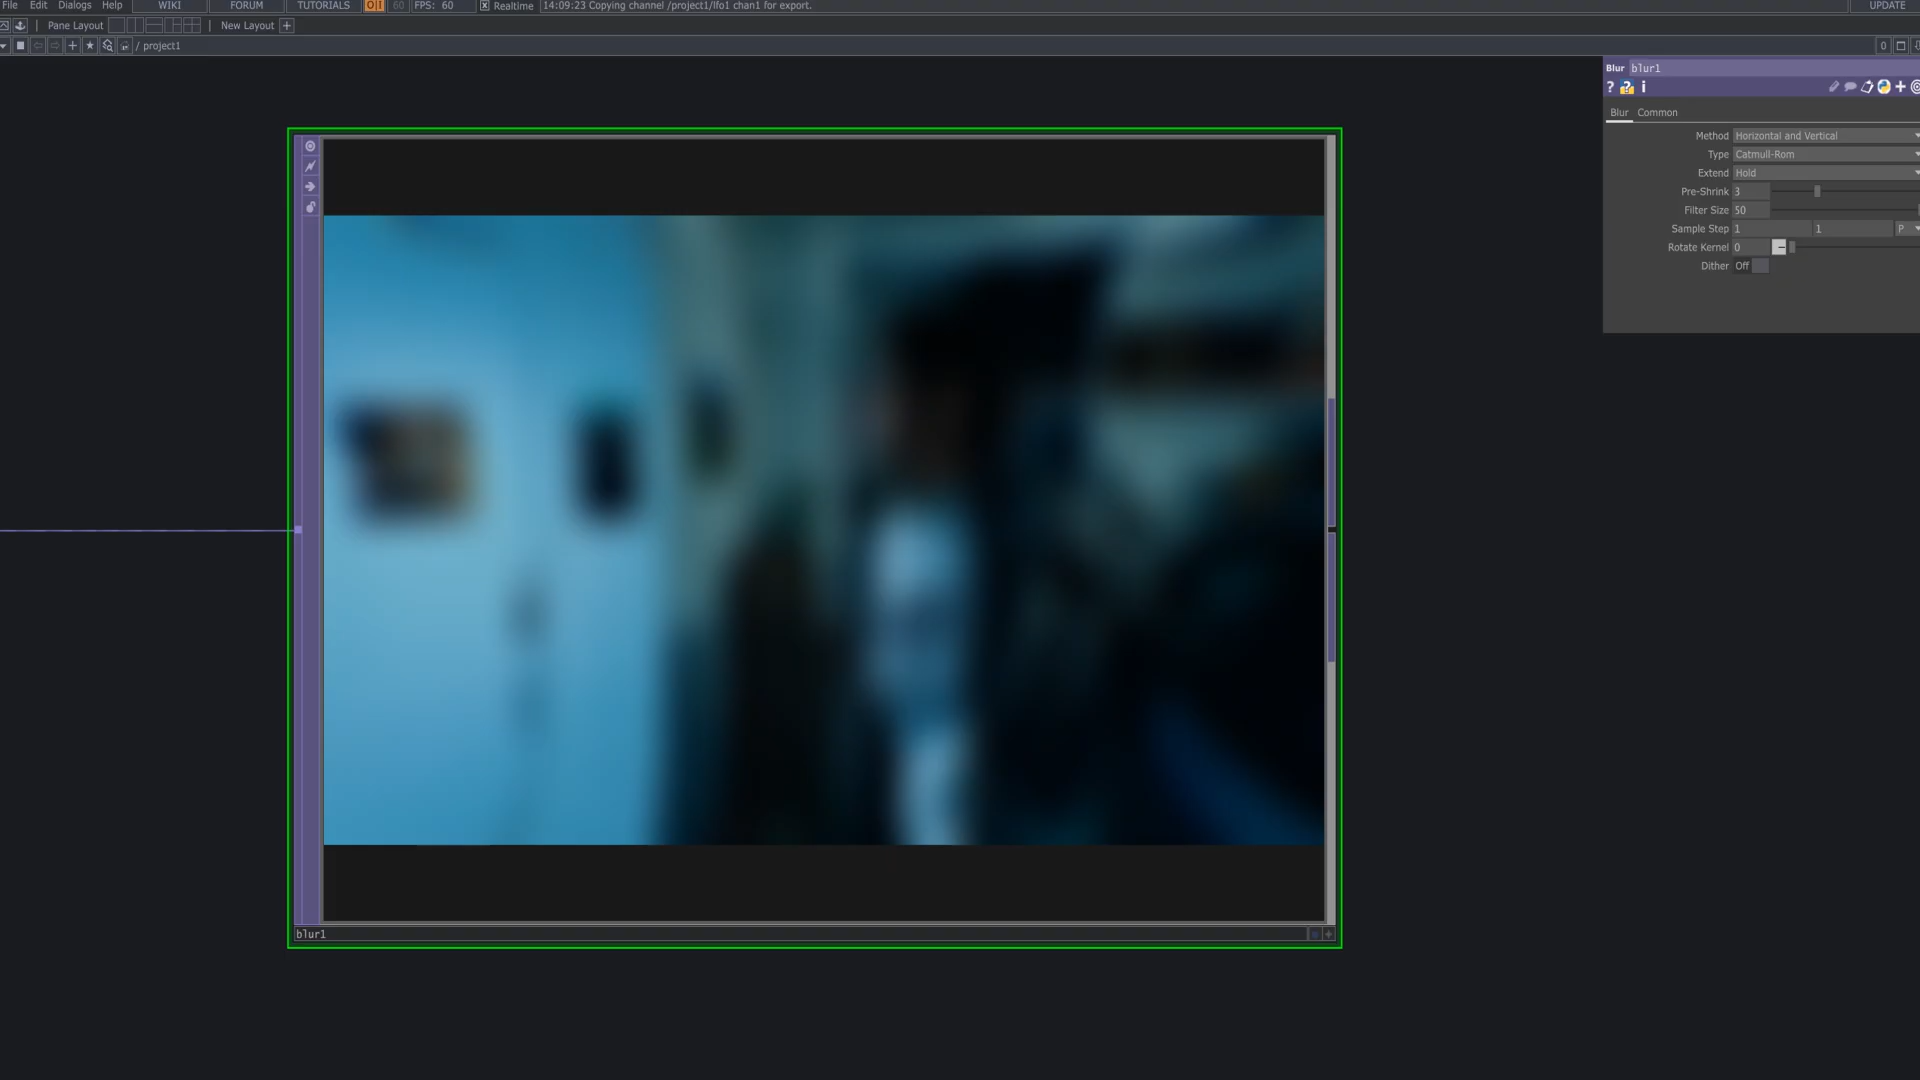 File Edit Dialogs Help WIKI FORUM TUTORIALS O|I 60 FPS: 60 Realtime 14:09:23 Copying channel /project1/lfo1 chan1 for export. UPDATE
Pane Layout New Layout +
/ project1 0
Blur blur1
? ? i
Blur Common
Method Horizontal and Vertical
Type Catmull-Rom
Extend Hold
Pre-Shrink 3
Filter Size 50
Sample Step 1 1 P
Rotate Kernel 0
Dither Off
blur1